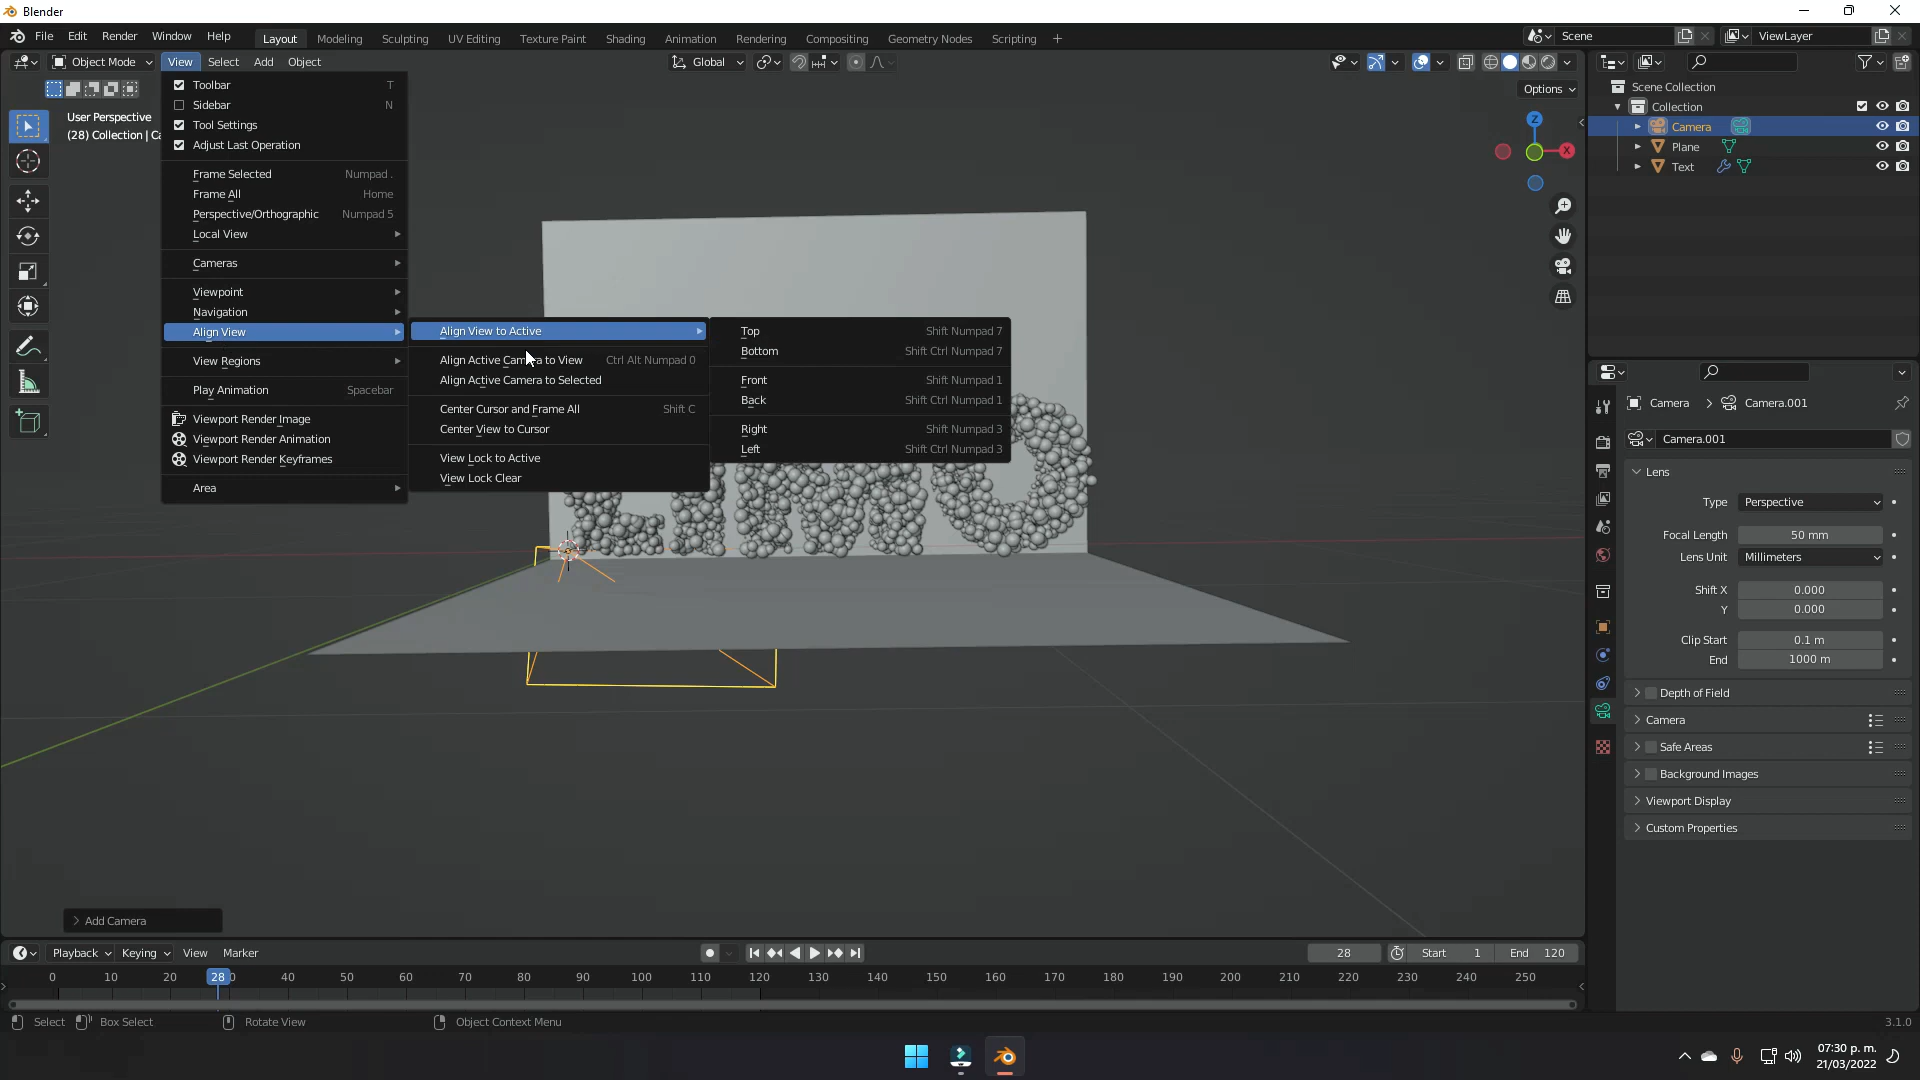 Blender
File Edit Render Window Help Layout Modeling Sculpting UV Editing Texture Paint Shading Animation Rendering Compositing Geometry Nodes Scripting + Scene ViewLayer
Object Mode View Select Add Object Global
Options
User Perspective
(28) Collection | Ca
Toolbar T
Sidebar N
Tool Settings
Adjust Last Operation
Frame Selected Numpad .
Frame All Home
Perspective/Orthographic Numpad 5
Local View
Cameras
Viewpoint
Navigation
Align View
View Regions
Play Animation Spacebar
Viewport Render Image
Viewport Render Animation
Viewport Render Keyframes
Area
Align View to Active
Align Active Camera to View Ctrl Alt Numpad 0
Align Active Camera to Selected
Center Cursor and Frame All Shift C
Center View to Cursor
View Lock to Active
View Lock Clear
Top Shift Numpad 7
Bottom Shift Ctrl Numpad 7
Front Shift Numpad 1
Back Shift Ctrl Numpad 1
Right Shift Numpad 3
Left Shift Ctrl Numpad 3
Z
X
Add Camera
Scene Collection
Collection
Camera
Plane
Text
Camera > Camera.001
Camera.001
Lens
Type Perspective
Focal Length 50 mm
Lens Unit Millimeters
Shift X 0.000
Y 0.000
Clip Start 0.1 m
End 1000 m
Depth of Field
Camera
Safe Areas
Background Images
Viewport Display
Custom Properties
Playback Keying View Marker 28 Start 1 End 120
0 10 20 28 0 40 50 60 70 80 90 100 110 120 130 140 150 160 170 180 190 200 210 220 230 240 250
Select Box Select Rotate View Object Context Menu 3.1.0
07:30 p. m.
21/03/2022